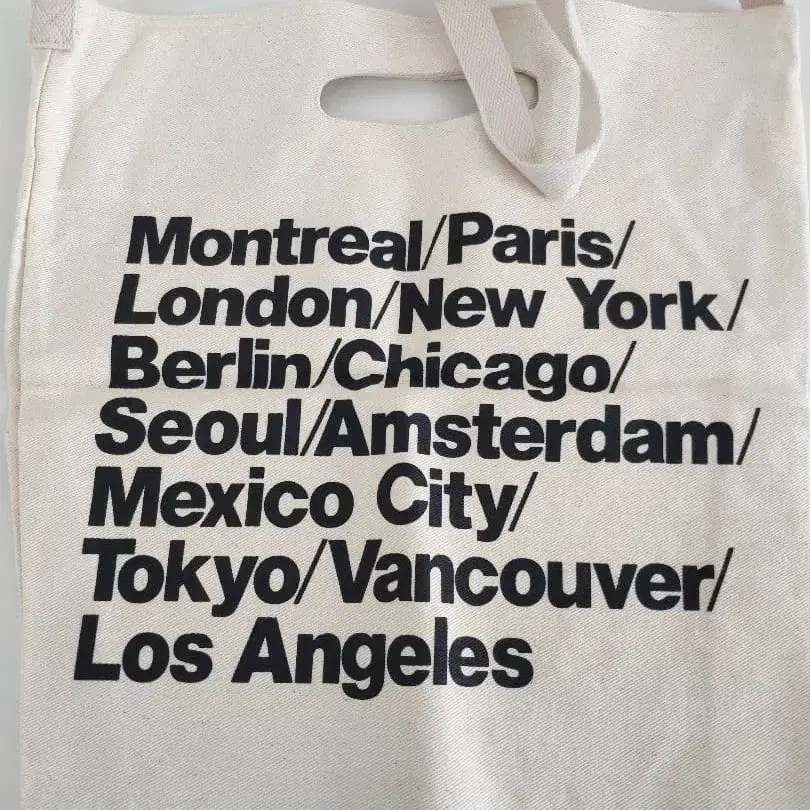 Montreal/Paris/
London/New York/
Berlin/Chicago/
Seoul/Amsterdam/
Mexico City/
Tokyo/Vancouver/
Los Angeles